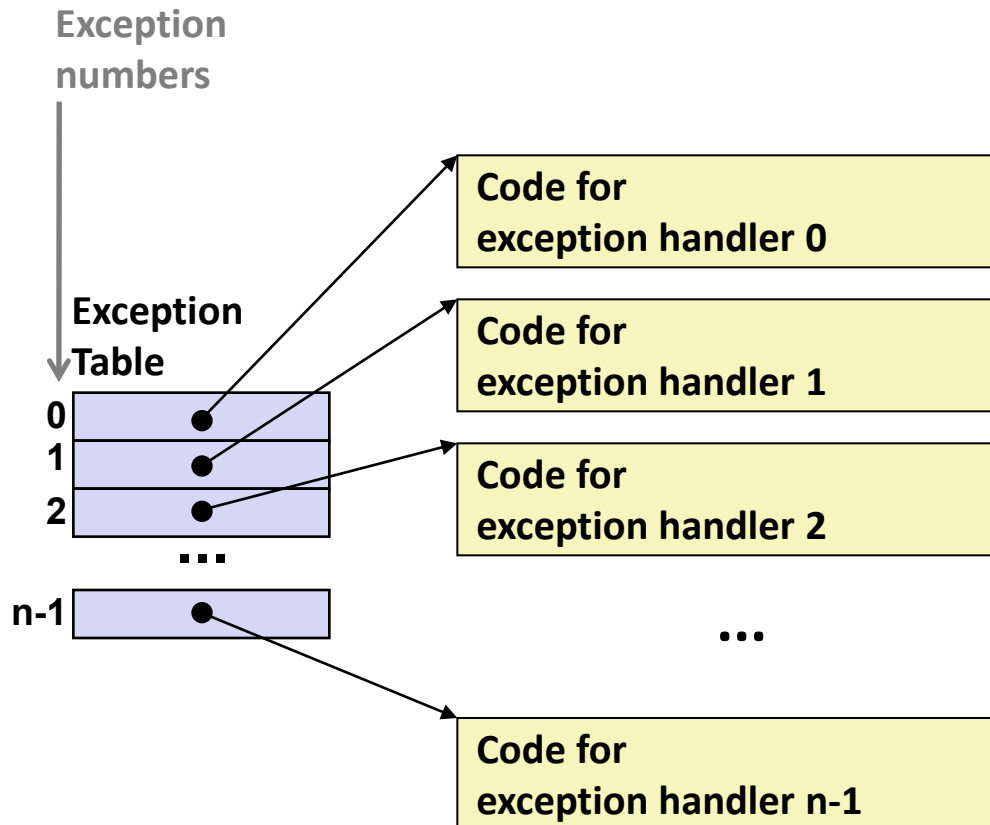 Exception
numbers
Code for
exception handler 0
Exception
Table
Code for
exception handler 1
0
1
2
...
n-1
Code for
exception handler 2
...
Code for
exception handler n-1